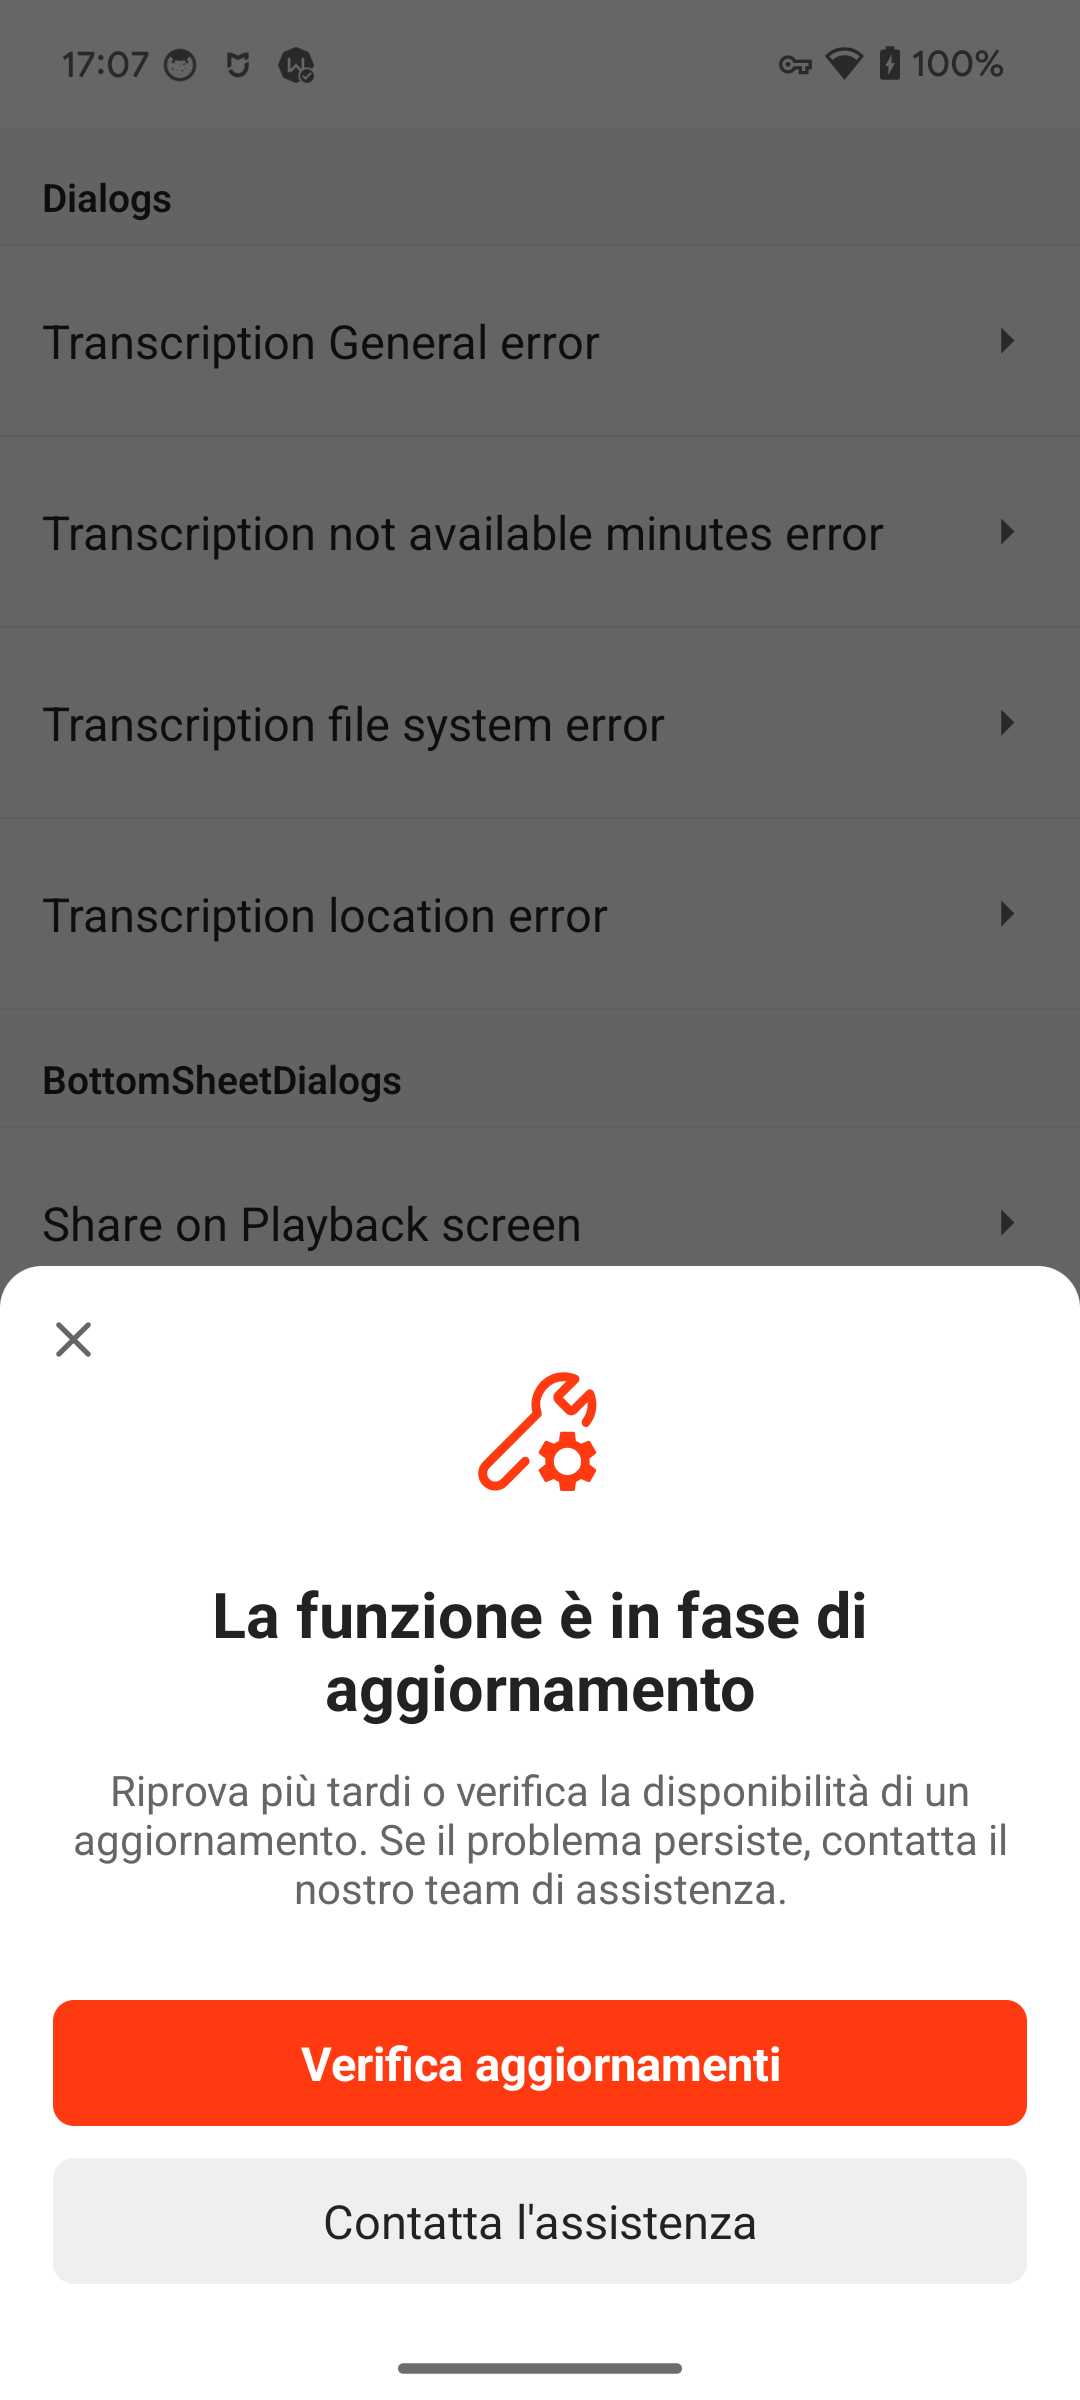 17:07
100%
Dialogs
Transcription General error
Transcription not available minutes error
Transcription file system error
Transcription location error
BottomSheetDialogs
Share on Playback screen
La funzione è in fase di
aggiornamento
Riprova più tardi o verifica la disponibilità di un
aggiornamento. Se il problema persiste, contatta il
nostro team di assistenza.
Verifica aggiornamenti
Contatta l'assistenza